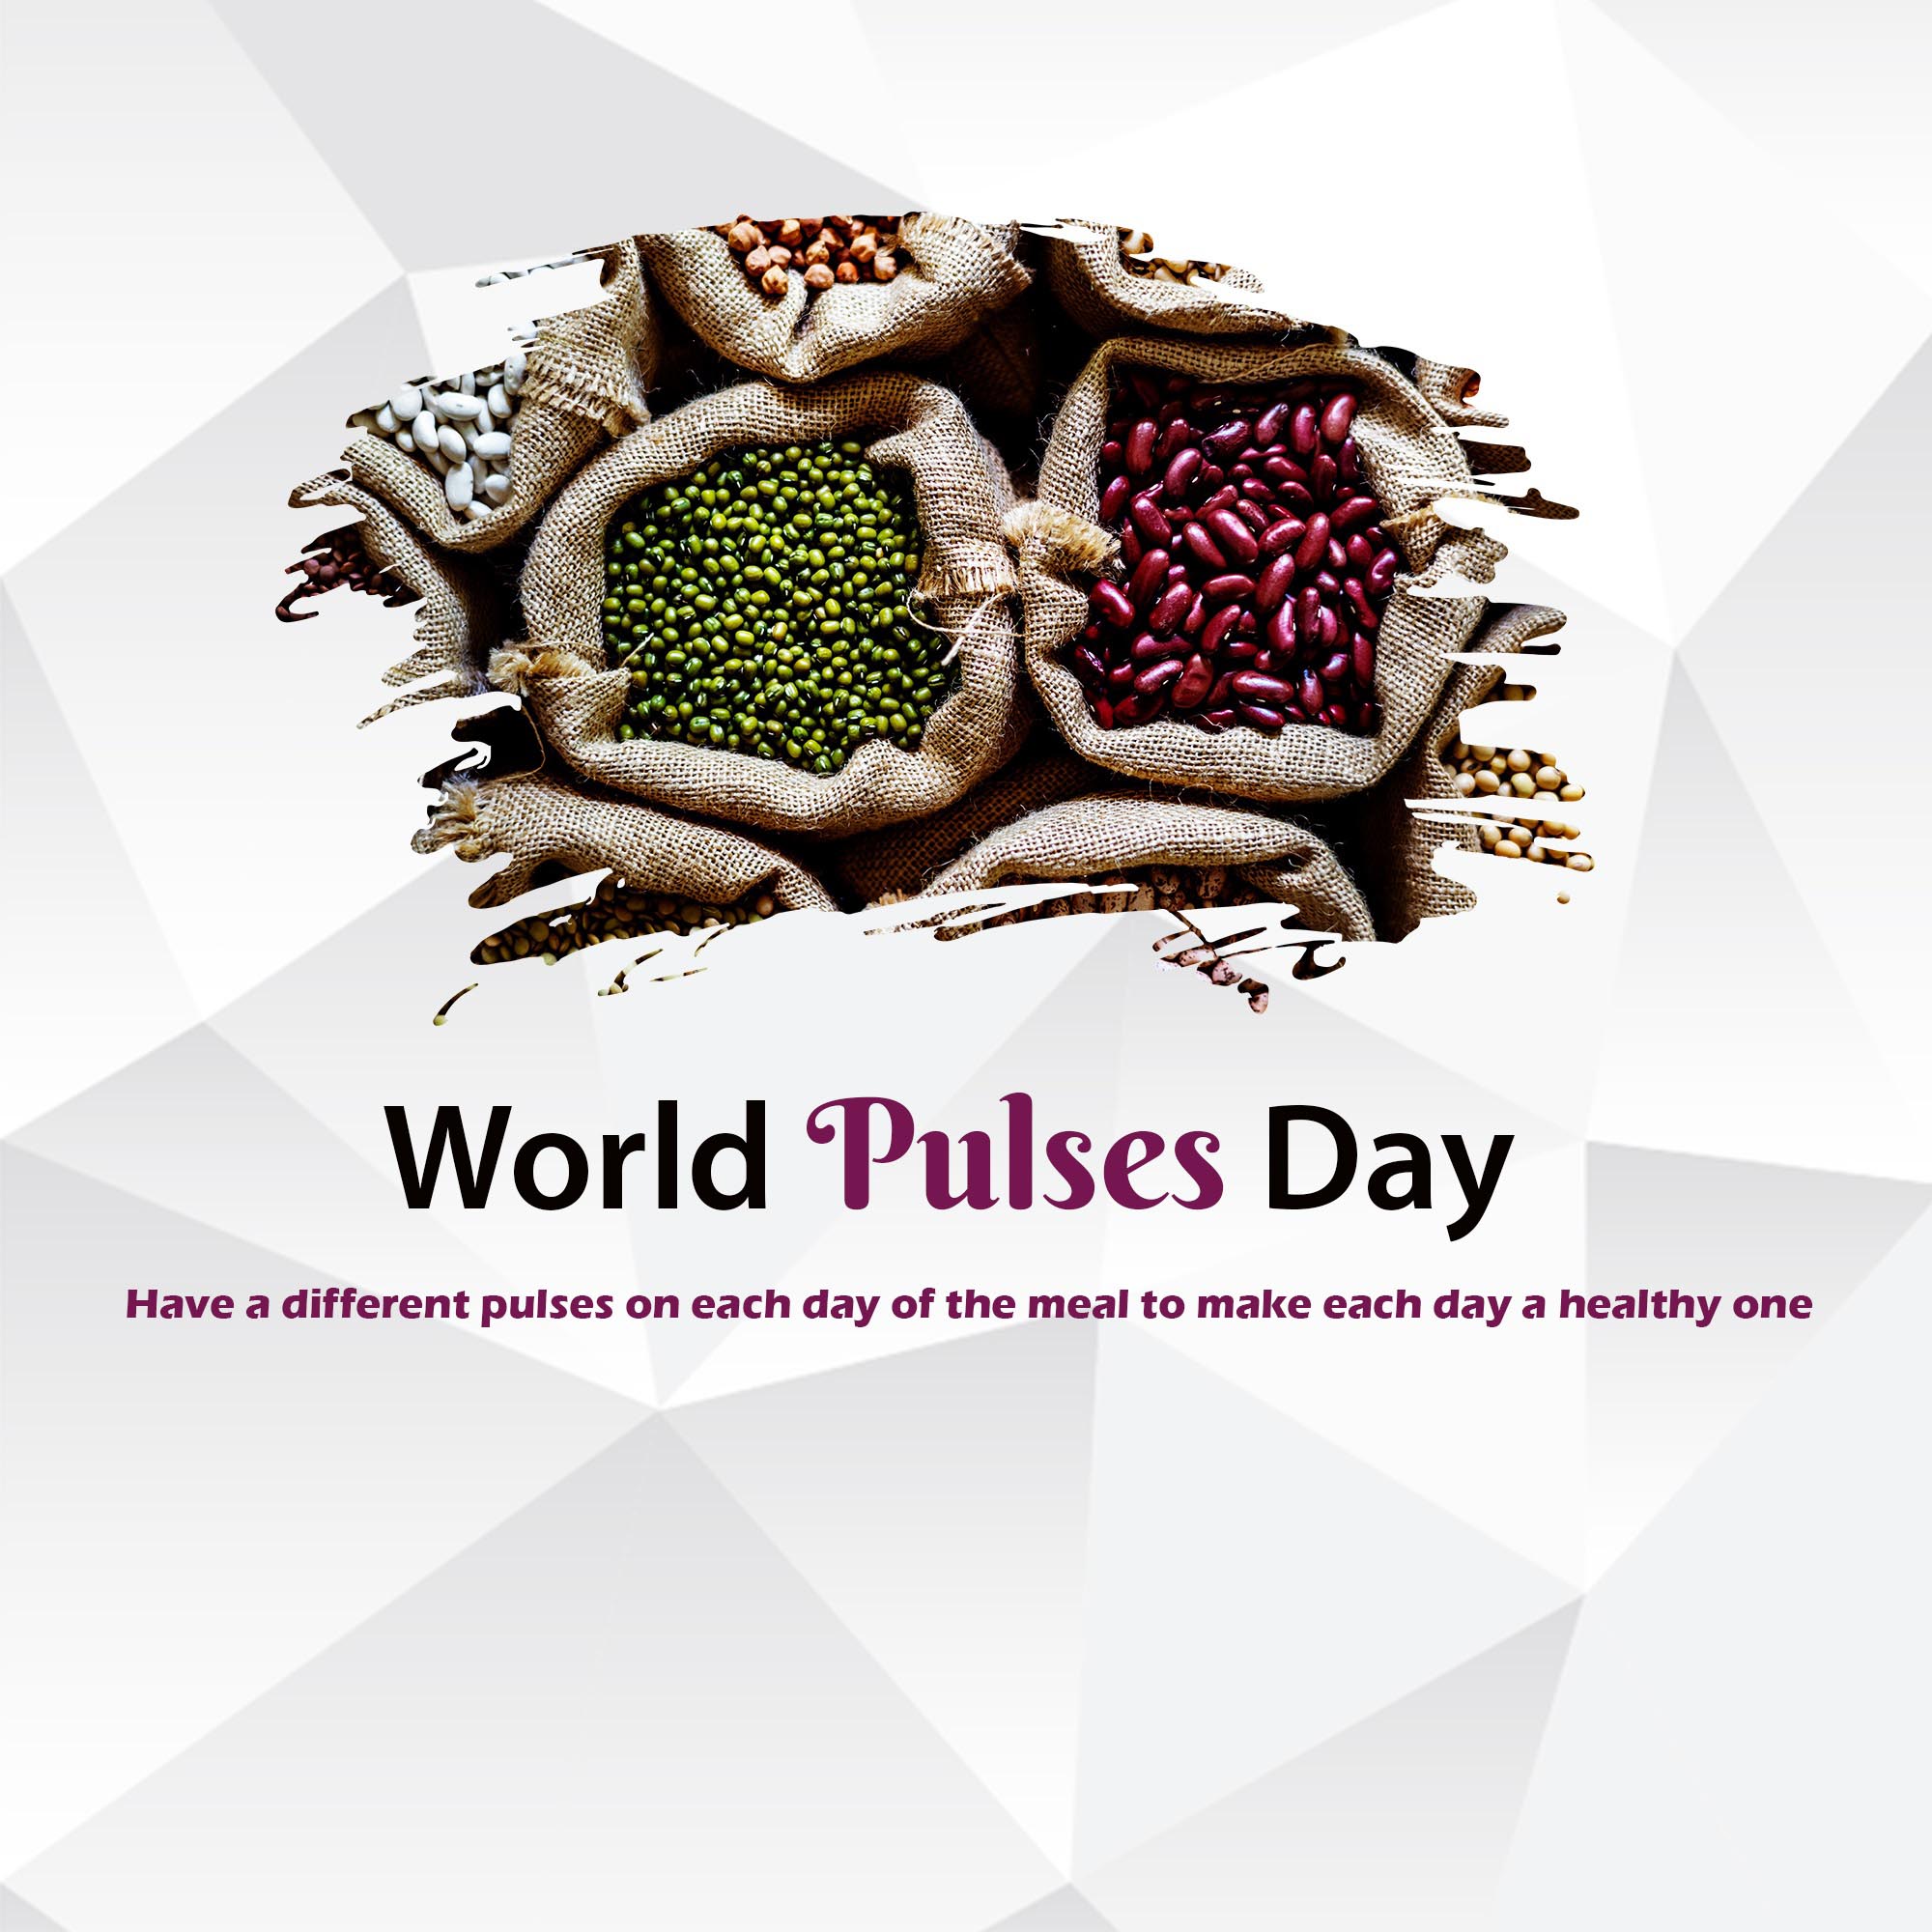 World Pulses Day
Have a different pulses on each day of the meal to make each day a healthy one